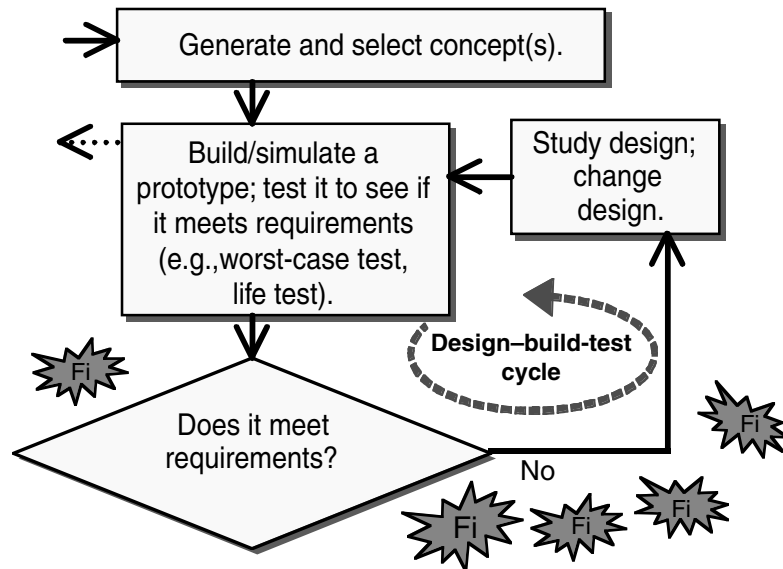 Generate and select concept(s).
Build/simulate a
prototype; test it to see if
it meets requirements
(e.g.,worst-case test,
life test).
Study design;
change
design.
Design–build-test
cycle
Fi
Does it meet
requirements?
No
Fi
Fi
Fi
Fi